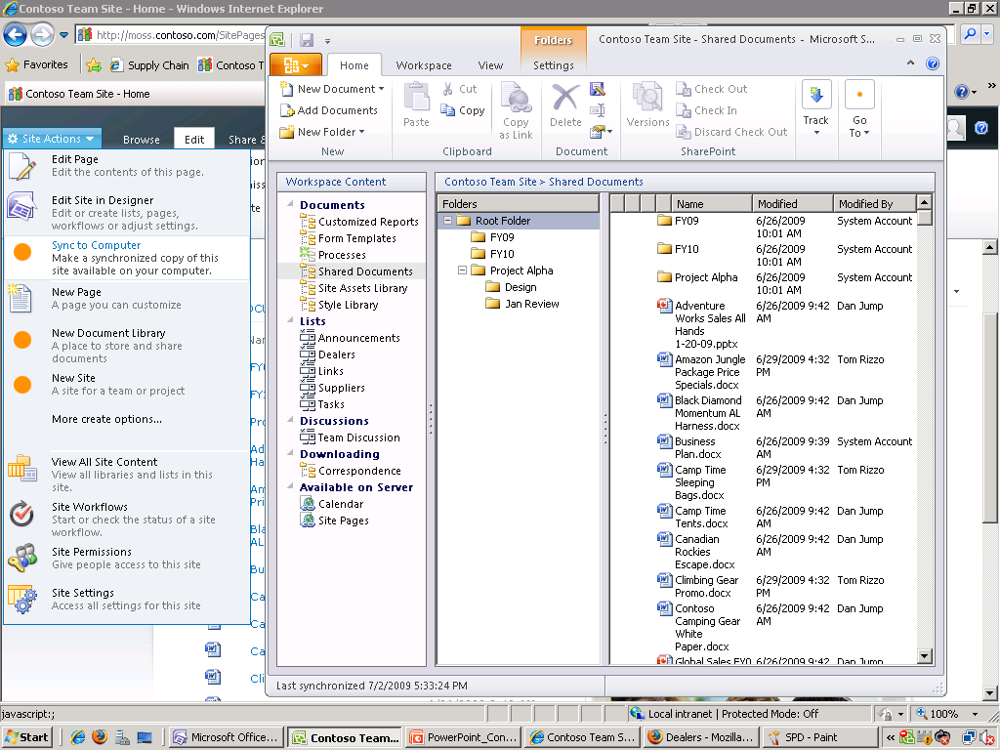 Contoso Team Site - Home - Windows Internet Explorer
http://moss.contoso.com/SitePages
Favorites
Supply Chain
Contoso T
Contoso Team Site - Home
Site Actions
Browse
Edit
Share &
Edit Page
Edit the contents of this page.
Edit Site in Designer
Edit or create lists, pages,
workflows or adjust settings.
Sync to Computer
Make a synchronized copy of this
site available on your computer.
New Page
A page you can customize
New Document Library
A place to store and share
documents
New Site
A site for a team or project
More create options...
View All Site Content
View all libraries and lists in this
site.
Site Workflows
Start or check the status of a site
workflow.
Site Permissions
Give people access to this site
Site Settings
Access all settings for this site
Folders
Contoso Team Site - Shared Documents - Microsoft S...
Home
Workspace
View
Settings
New Document
Add Documents
New Folder
New
Paste
Cut
Copy
Copy
as Link
Clipboard
Delete
Document
Versions
Check Out
Check In
Discard Check Out
SharePoint
Track
Go
To
Workspace Content
Documents
Customized Reports
Form Templates
Processes
Shared Documents
Site Assets Library
Style Library
Lists
Announcements
Dealers
Links
Suppliers
Tasks
Discussions
Team Discussion
Downloading
Correspondence
Available on Server
Calendar
Site Pages
Contoso Team Site > Shared Documents
Folders
Root Folder
FY09
FY10
Project Alpha
Design
Jan Review
Name Modified Modified By
FY09 6/26/2009 System Account
10:01 AM
FY10 6/26/2009 System Account
10:01 AM
Project Alpha 6/26/2009 System Account
10:01 AM
Adventure 6/26/2009 9:42 Dan Jump
Works Sales All AM
Hands
1-20-09.pptx
Amazon Jungle 6/29/2009 4:32 Tom Rizzo
Package Price PM
Specials.docx
Black Diamond 6/26/2009 9:42 Dan Jump
Momentum AL AM
Harness.docx
Business 6/26/2009 9:39 System Account
Plan.docx AM
Camp Time 6/29/2009 4:32 Tom Rizzo
Sleeping PM
Bags.docx
Camp Time 6/26/2009 9:42 Dan Jump
Tents.docx AM
Canadian 6/26/2009 9:42 Dan Jump
Rockies AM
Escape.docx
Climbing Gear 6/29/2009 4:32 Tom Rizzo
Promo.docx PM
Contoso 6/26/2009 9:42 Dan Jump
Camping Gear AM
White
Paper.docx
Global Sales FY0 6/26/2009 9:42 Dan Jump
Last synchronized 7/2/2009 5:33:24 PM
javascript:;
Local intranet | Protected Mode: Off
100%
Start
Microsoft Office...
Contoso Team...
PowerPoint_Con...
Contoso Team S...
Dealers - Mozilla...
SPD - Paint